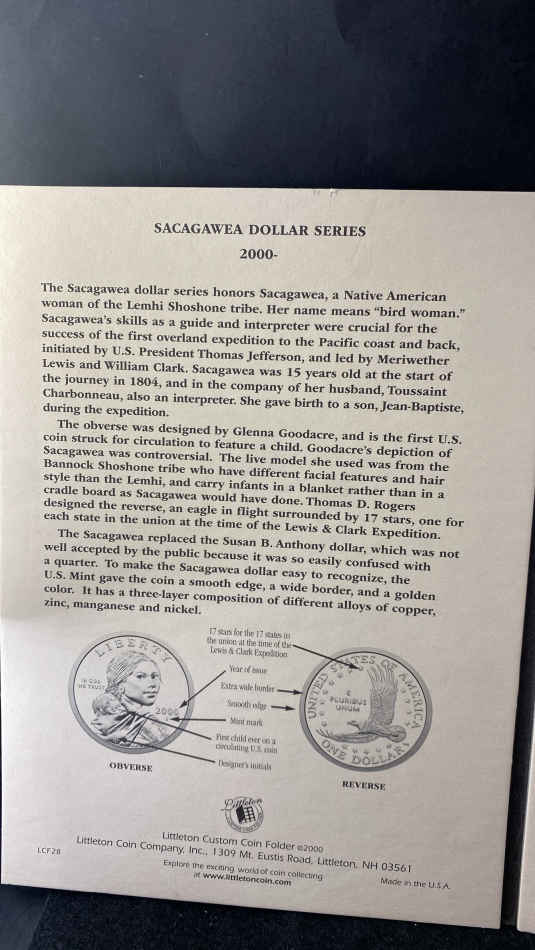 SACAGAWEA DOLLAR SERIES
2000-
The Sacagawea dollar series honors Sacagawea, a Native American
woman of the Lemhi Shoshone tribe. Her name means “bird woman.”
Sacagawea's skills as a guide and interpreter were crucial for the
success of the first overland expedition to the Pacific coast and back,
initiated by U.S. President Thomas Jefferson, and led by Meriwether
Lewis and William Clark. Sacagawea was 15 years old at the start of
the journey in 1804, and in the company of her husband, Toussaint
Charbonneau, also an interpreter. She gave birth to a son, Jean-Baptiste,
during the expedition.
The obverse was designed by Glenna Goodacre, and is the first U.S.
coin struck for circulation to feature a child. Goodacre's depiction of
Sacagawea was controversial. The live model she used was from the
Bannock Shoshone tribe who have different facial features and hair
style than the Lemhi, and carry infants in a blanket rather than in a
cradle board as Sacagawea would have done. Thomas D. Rogers
designed the reverse, an eagle in flight surrounded by 17 stars, one for
each state in the union at the time of the Lewis & Clark Expedition.
The Sacagawea replaced the Susan B. Anthony dollar, which was not
well accepted by the public because it was so easily confused with
a quarter. To make the Sacagawea dollar easy to recognize, the
U.S. Mint gave the coin a smooth edge, a wide border, and a golden
color. It has a three-layer composition of different alloys of copper,
zinc, manganese and nickel.
17 stars for the 17 states in
the union at the time of the
Lewis & Clark Expedition
Year of issue
Extra wide border
Smooth edge
Mint mark
First child ever on a
circulating U.S. coin
Designer's initials
LIBERTY
IN GOD
WE TRUST
2000
OBVERSE
UNITED STATES OF AMERICA
E
PLURIBUS
UNUM
ONE DOLLAR
REVERSE
Littleton
Littleton Custom Coin Folder ©2000
Littleton Coin Company, Inc., 1309 Mt. Eustis Road, Littleton, NH 03561
LCF28
Explore the exciting world of coin collecting
at www.littletoncoin.com
Made in the U.S.A.